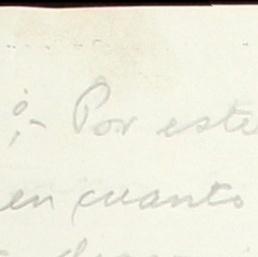 ;- Por este
en cuanto